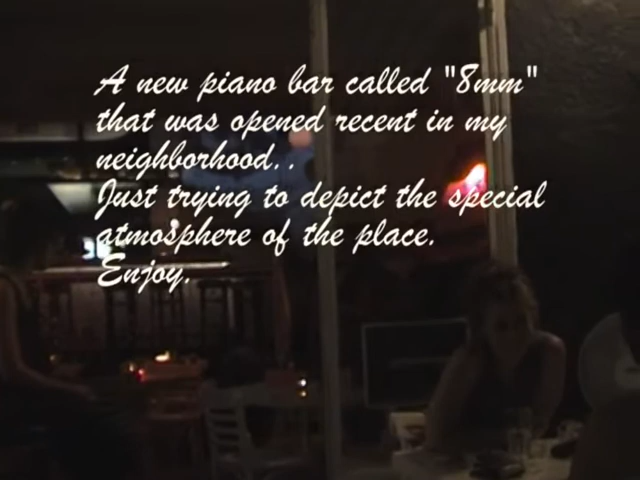 A new piano bar called "8mm"
that was opened recent in my
neighborhood..
Just trying to depict the special
atmosphere of the place.
Enjoy.